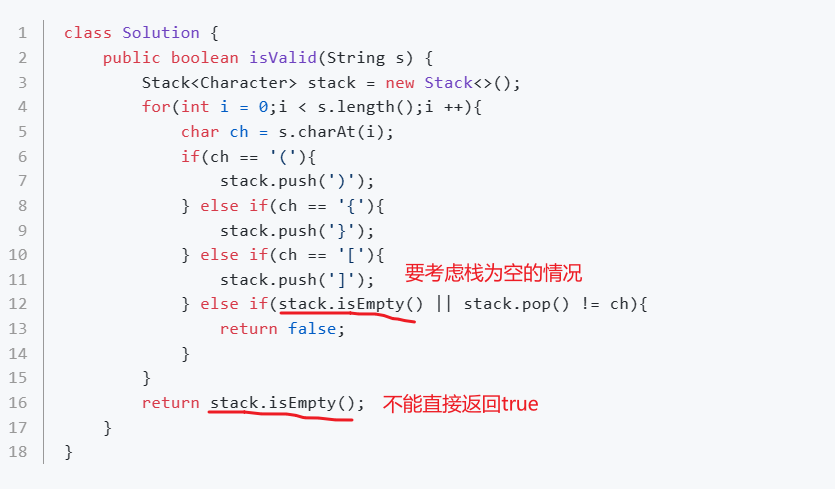 1 class Solution {
2 public boolean isValid(String s) {
3 Stack<Character> stack = new Stack<>();
4 for(int i = 0;i < s.length();i ++){
5 char ch = s.charAt(i);
6 if(ch == '('){
7 stack.push(')');
8 } else if(ch == '{'){
9 stack.push('}');
10 } else if(ch == '['){
11 stack.push(']');
要考虑栈为空的情况
12 } else if(stack.isEmpty() || stack.pop() != ch){
13 return false;
14 }
15 }
16 return stack.isEmpty(); 不能直接返回true
17 }
18 }